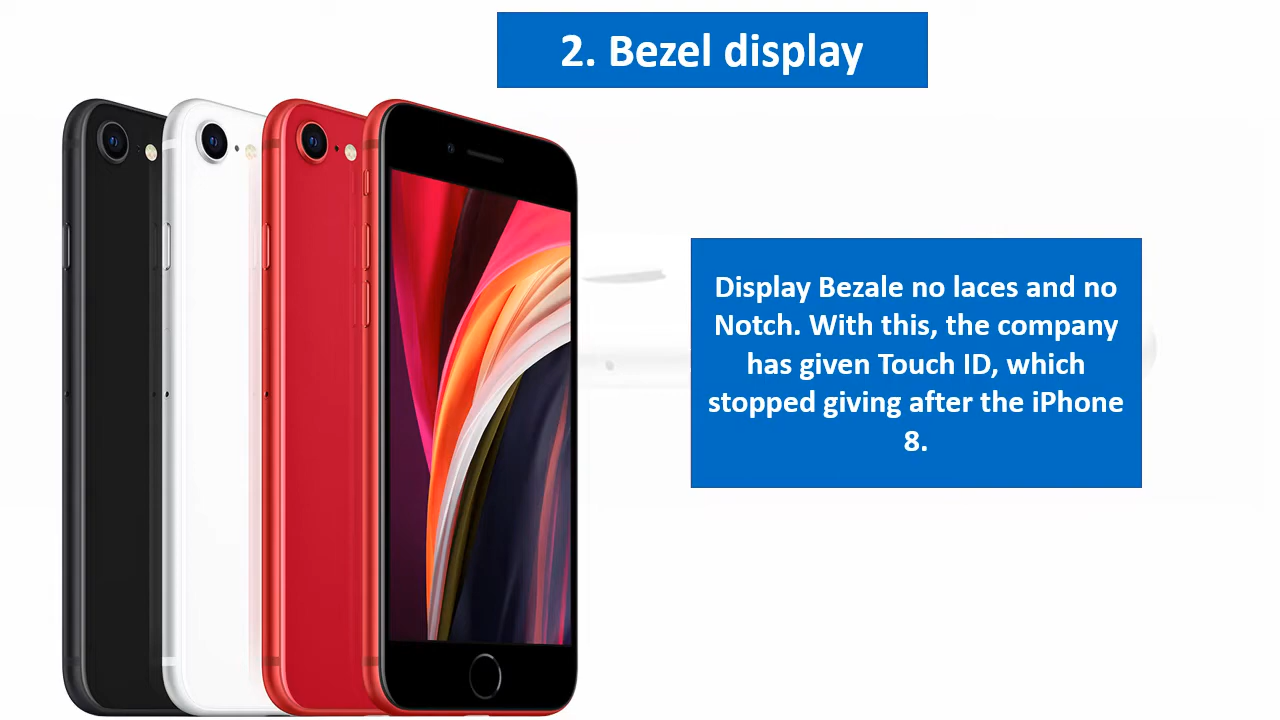 2. Bezel display
Display Bezale no laces and no
Notch. With this, the company
has given Touch ID, which
stopped giving after the iPhone
8.